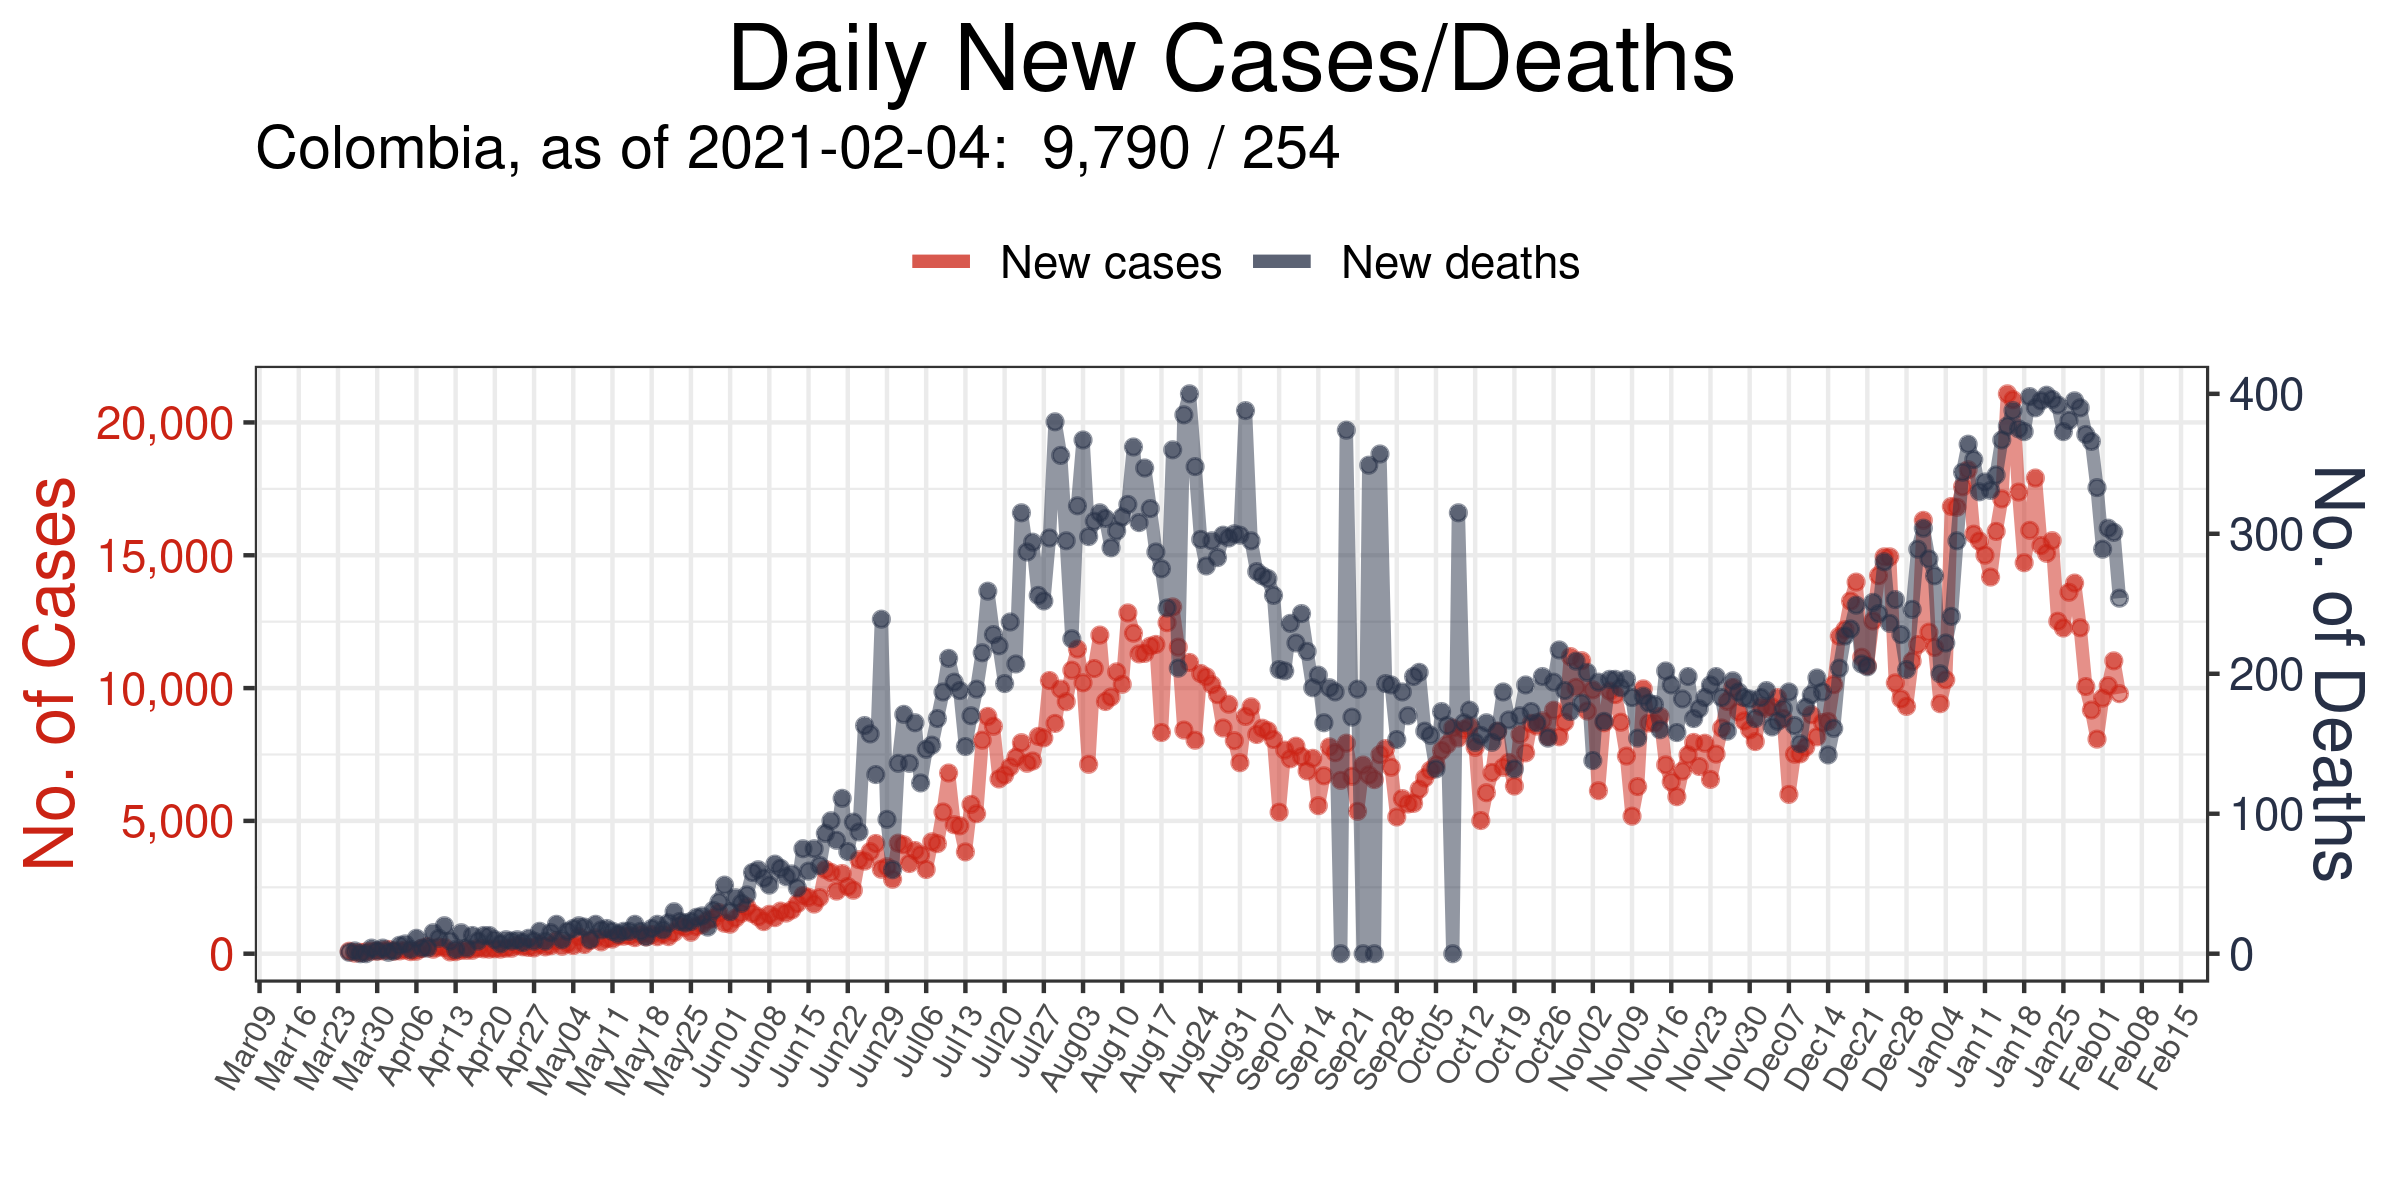 Daily New Cases/Deaths
Colombia, as of 2021-02-04:  9,790 / 254
New cases
New deaths
No. of Cases
20,000
15,000
10,000
5,000
0
400
300
200
100
0
No. of Deaths
Mar09
Mar16
Mar23
Mar30
Apr06
Apr13
Apr20
Apr27
May04
May11
May18
May25
Jun01
Jun08
Jun15
Jun22
Jun29
Jul06
Jul13
Jul20
Jul27
Aug03
Aug10
Aug17
Aug24
Aug31
Sep07
Sep14
Sep21
Sep28
Oct05
Oct12
Oct19
Oct26
Nov02
Nov09
Nov16
Nov23
Nov30
Dec07
Dec14
Dec21
Dec28
Jan04
Jan11
Jan18
Jan25
Feb01
Feb08
Feb15